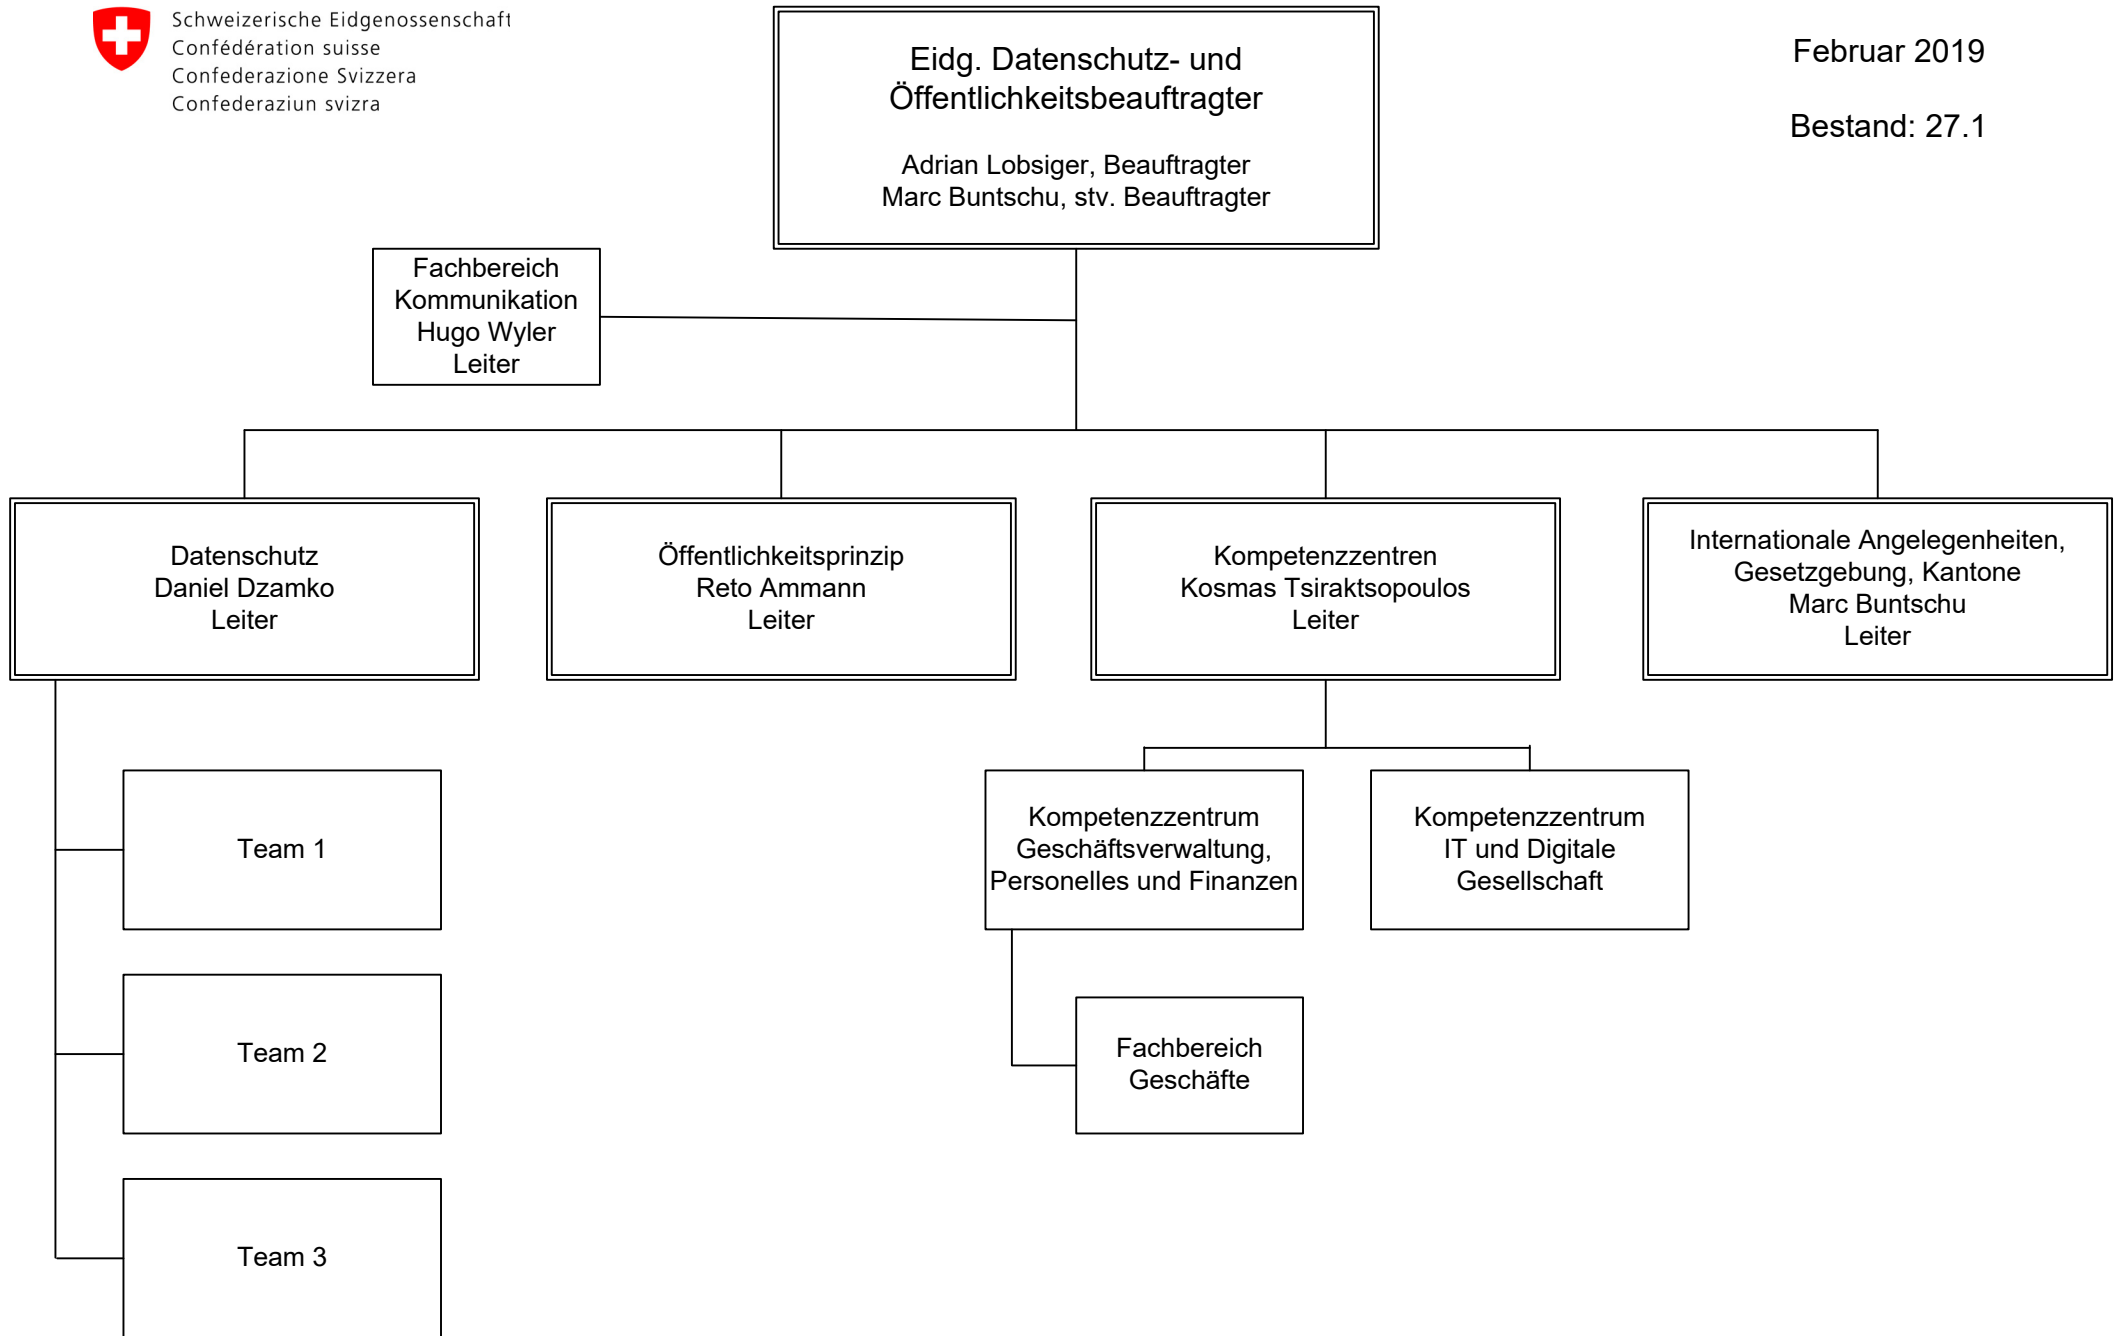 Schweizerische Eidgenossenschaft
Confédération suisse
Confederazione Svizzera
Confederaziun svizra
Eidg. Datenschutz- und
Öffentlichkeitsbeauftragter
Adrian Lobsiger, Beauftragter
Marc Buntschu, stv. Beauftragter
Februar 2019
Bestand: 27.1
Fachbereich
Kommunikation
Hugo Wyler
Leiter
Datenschutz
Daniel Dzamko
Leiter
Öffentlichkeitsprinzip
Reto Ammann
Leiter
Kompetenzzentren
Kosmas Tsiraktsopoulos
Leiter
Internationale Angelegenheiten,
Gesetzgebung, Kantone
Marc Buntschu
Leiter
Team 1
Team 2
Team 3
Kompetenzzentrum
Geschäftsverwaltung,
Personelles und Finanzen
Kompetenzzentrum
IT und Digitale
Gesellschaft
Fachbereich
Geschäfte